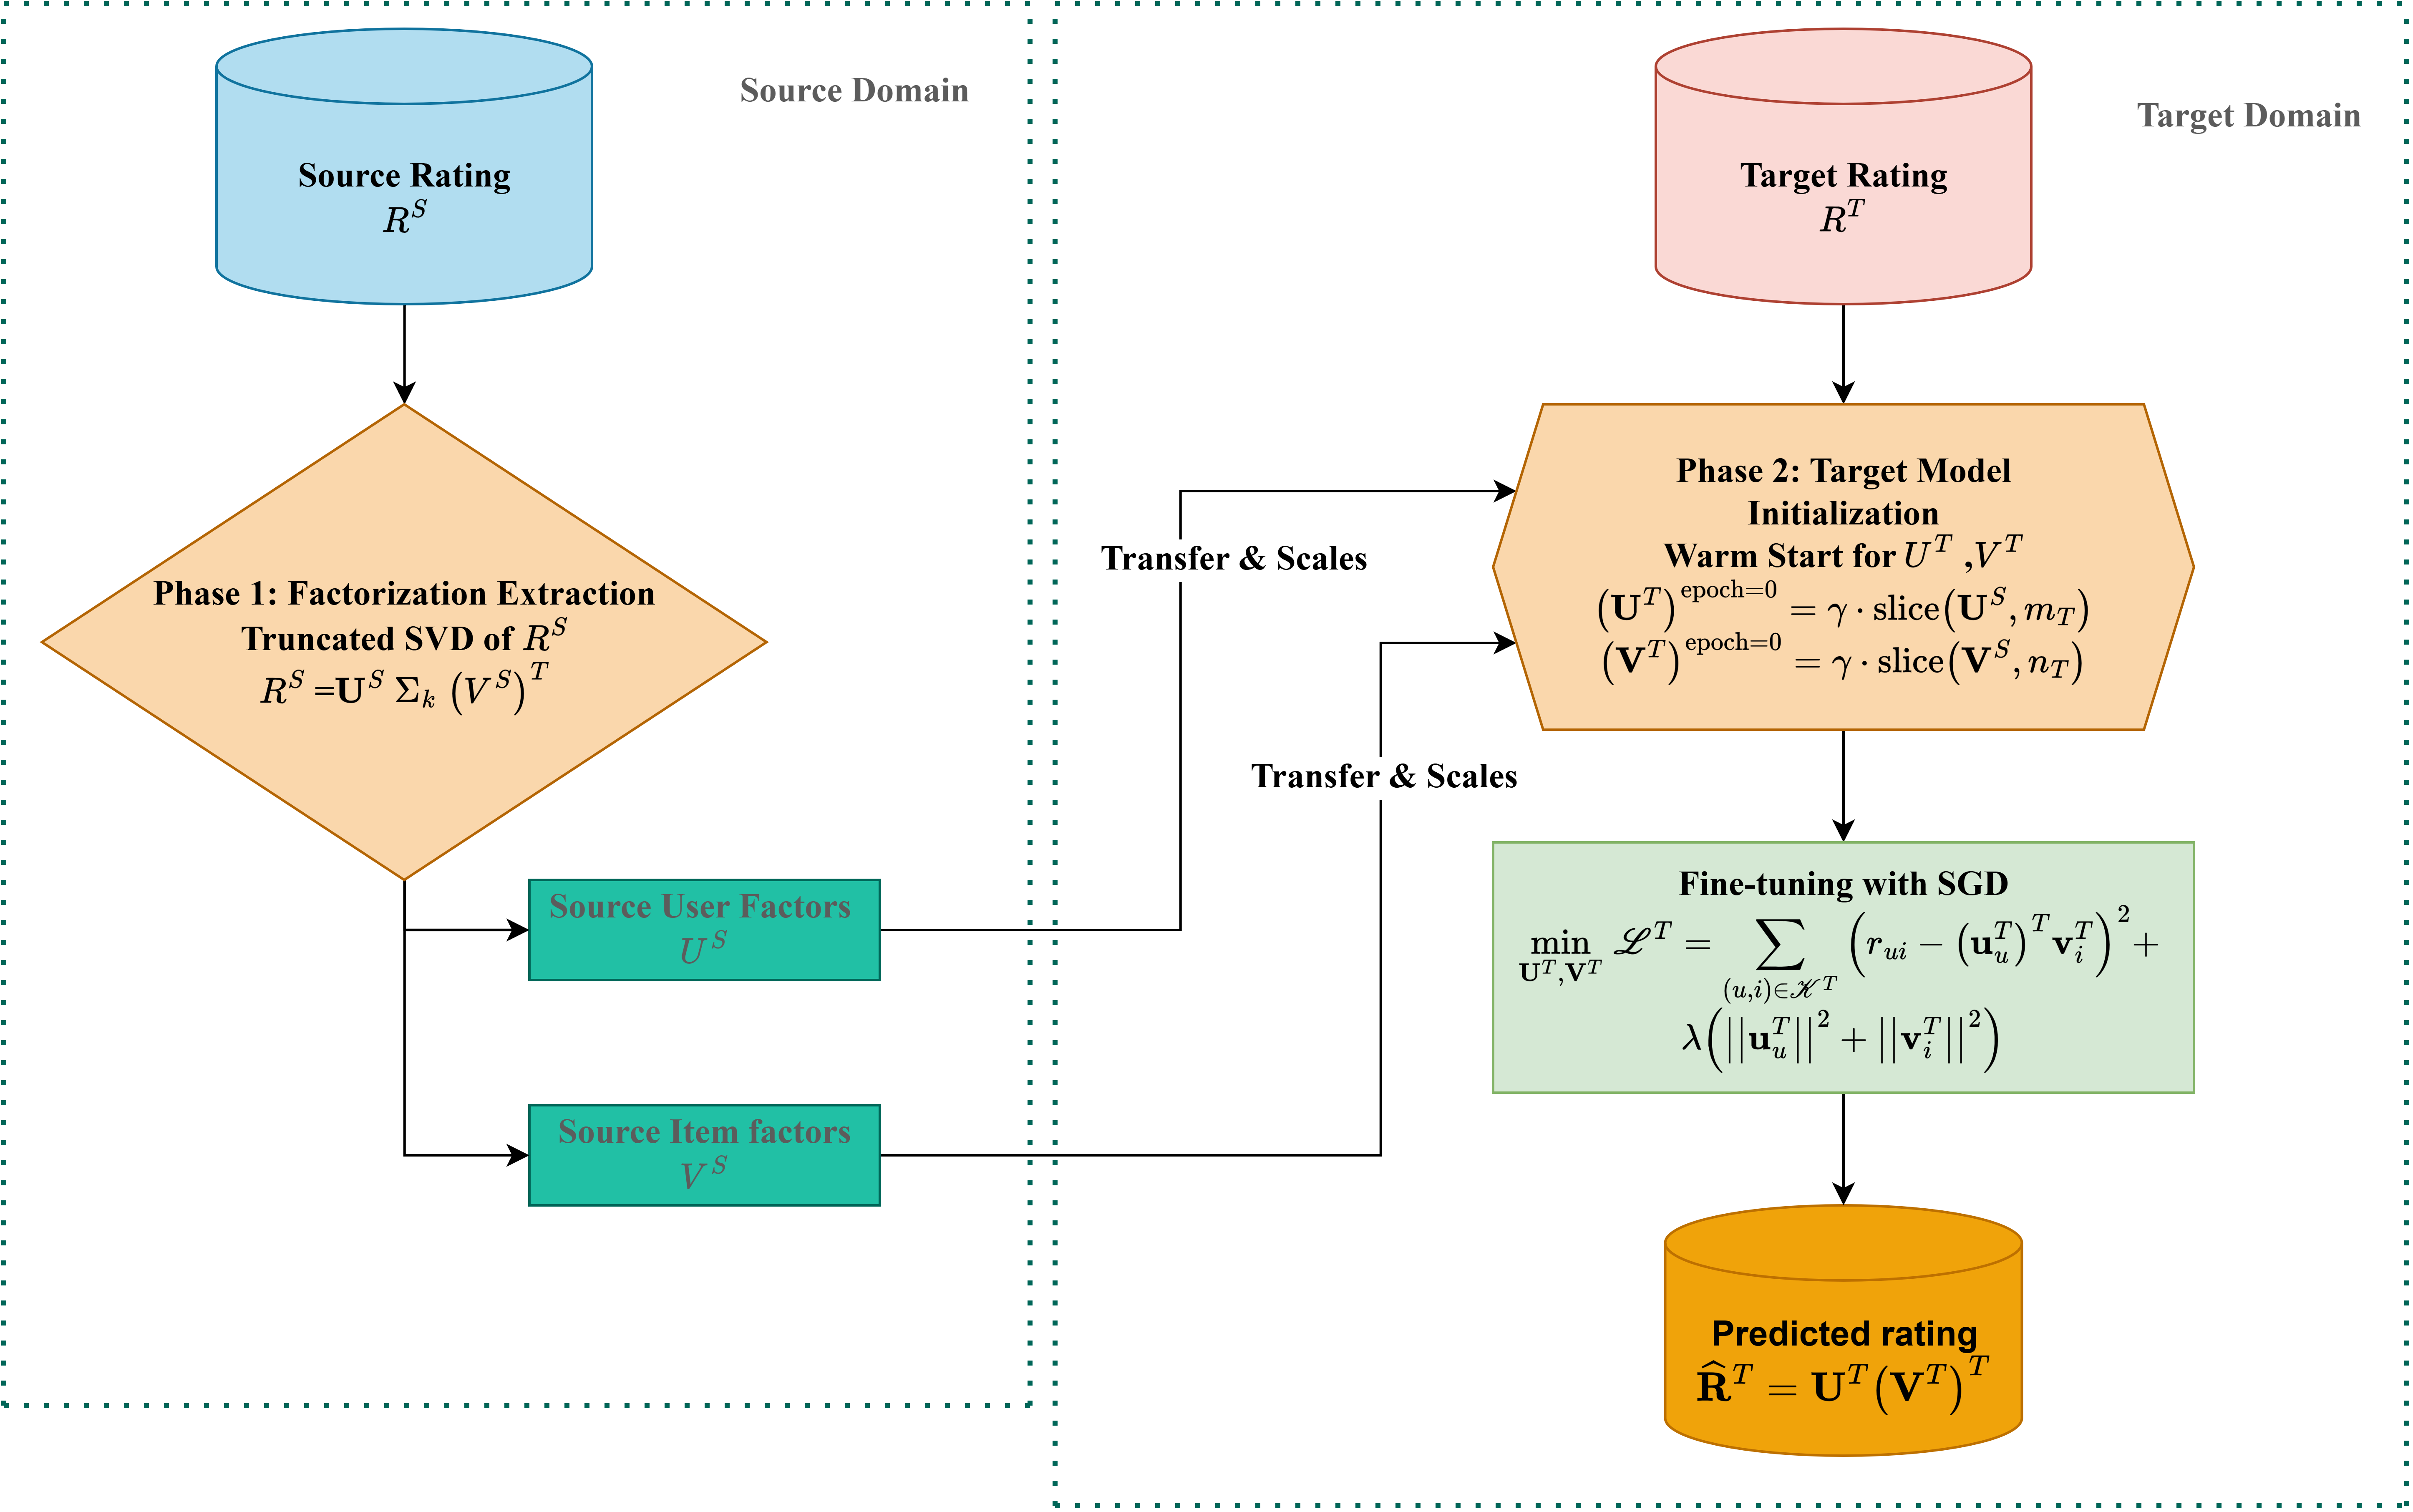 Source Domain
Source Rating
R^S
Phase 1: Factorization Extraction
Truncated SVD of R^S
R^S =U^S Σ_k (V^S)^T
Source User Factors
U^S
Source Item factors
V^S
Transfer & Scales
Transfer & Scales
Target Domain
Target Rating
R^T
Phase 2: Target Model
Initialization
Warm Start for U^T ,V^T
(U^T)^{epoch=0} = γ · slice(U^S, m_T)
(V^T)^{epoch=0} = γ · slice(V^S, n_T)
Fine-tuning with SGD
min_{U^T,V^T} ℒ^T = ∑_{(u,i)∈𝒦^T} (r_{ui} − (u_u^T)^T v_i^T)^2 +
λ(||u_u^T||^2 + ||v_i^T||^2)
Predicted rating
R̂^T = U^T(V^T)^T